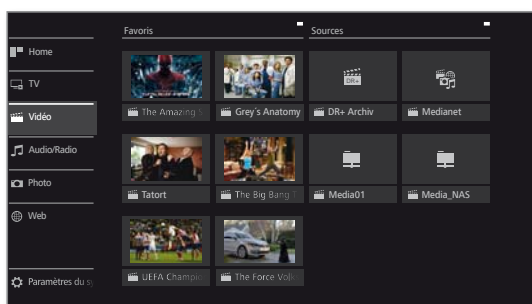 Favoris
Sources
Home
TV
Vidéo
Audio/Radio
Photo
Web
Paramètres du sy
The Amazing S
Grey's Anatomy
DR+
DR+ Archiv
Medianet
Tatort
The Big Bang T
Media01
Media_NAS
UEFA Champio
The Force Volk